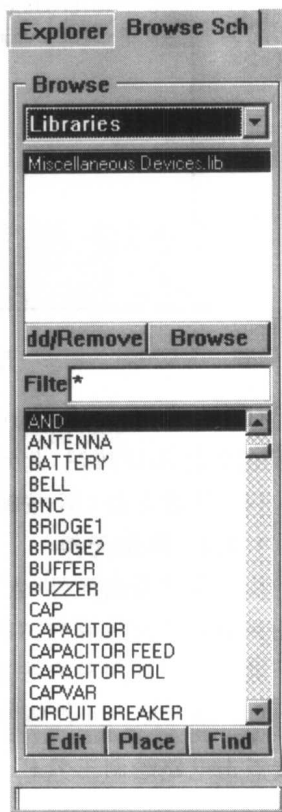 Explorer Browse Sch
Browse
Libraries
Miscellaneous Devices.lib
dd/Remove Browse
Filte *
AND
ANTENNA
BATTERY
BELL
BNC
BRIDGE1
BRIDGE2
BUFFER
BUZZER
CAP
CAPACITOR
CAPACITOR FEED
CAPACITOR POL
CAPVAR
CIRCUIT BREAKER
Edit Place Find